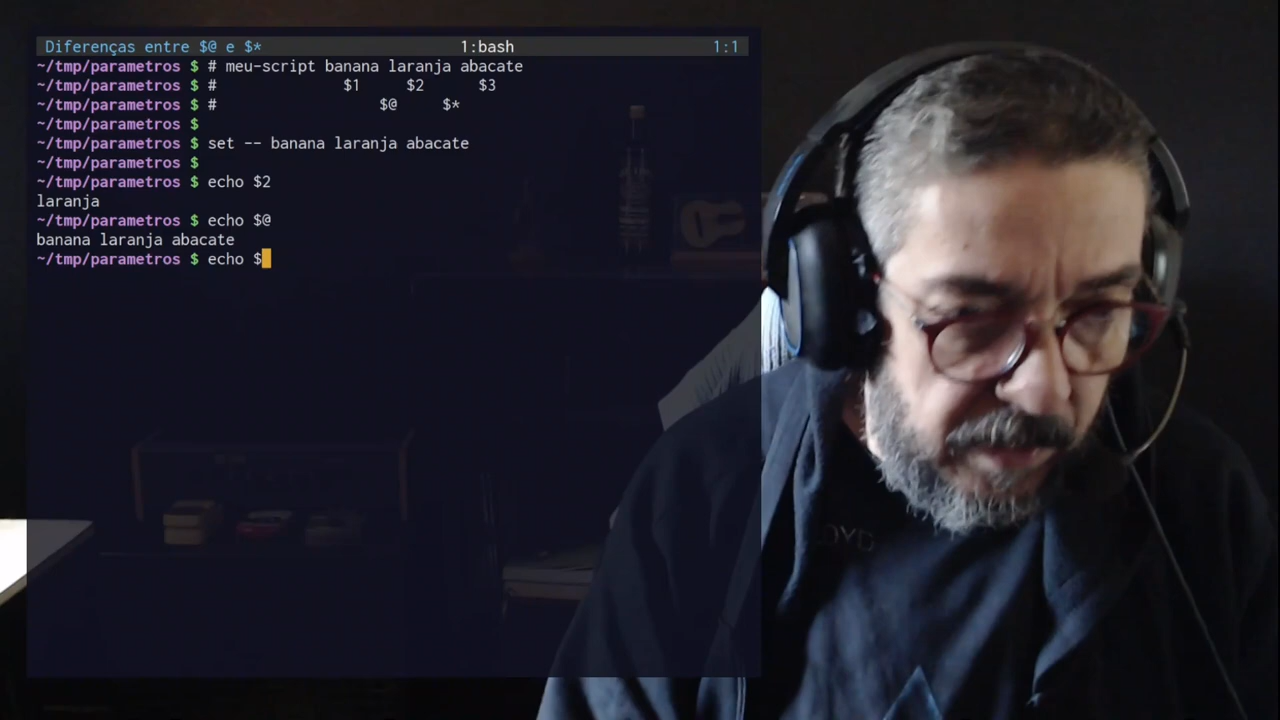 Diferenças entre $@ e $* 1:bash 1:1
~/tmp/parametros $ # meu-script banana laranja abacate
~/tmp/parametros $ # $1 $2 $3
~/tmp/parametros $ # $@ $*
~/tmp/parametros $
~/tmp/parametros $ set -- banana laranja abacate
~/tmp/parametros $
~/tmp/parametros $ echo $2
laranja
~/tmp/parametros $ echo $@
banana laranja abacate
~/tmp/parametros $ echo $